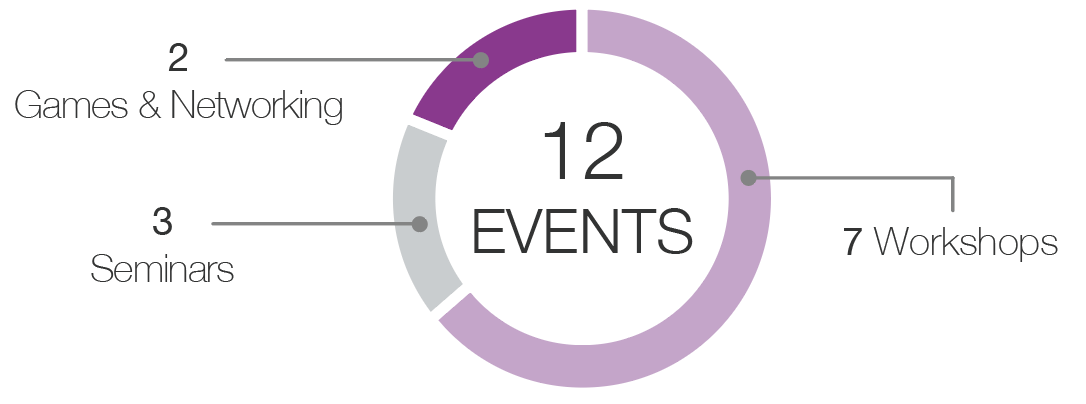 2
Games & Networking
3
Seminars
12
EVENTS
7 Workshops